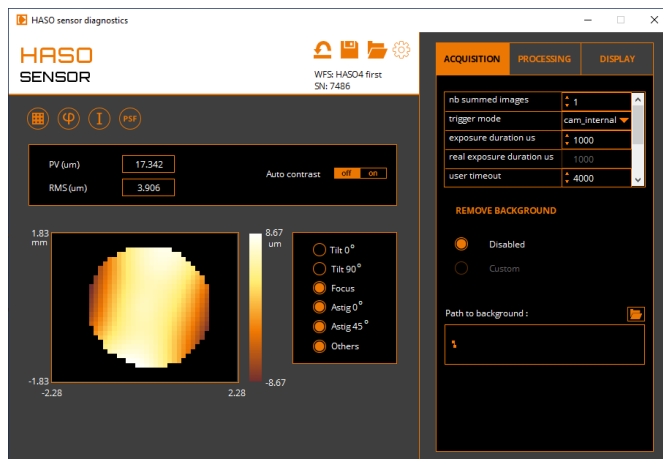 HASO sensor diagnostics
HASO
SENSOR
WFS: HASO4 first
SN: 7486
φ
I
PSF
PV (um) 17.342
RMS (um) 3.906
Auto contrast off on
1.83
mm
-1.83
-2.28
2.28
8.67
um
-8.67
Tilt 0°
Tilt 90°
Focus
Astig 0°
Astig 45°
Others
ACQUISITION PROCESSING DISPLAY
nb summed images 1
trigger mode cam_internal
exposure duration us 1000
real exposure duration us 1000
user timeout 4000
REMOVE BACKGROUND
Disabled
Custom
Path to background :